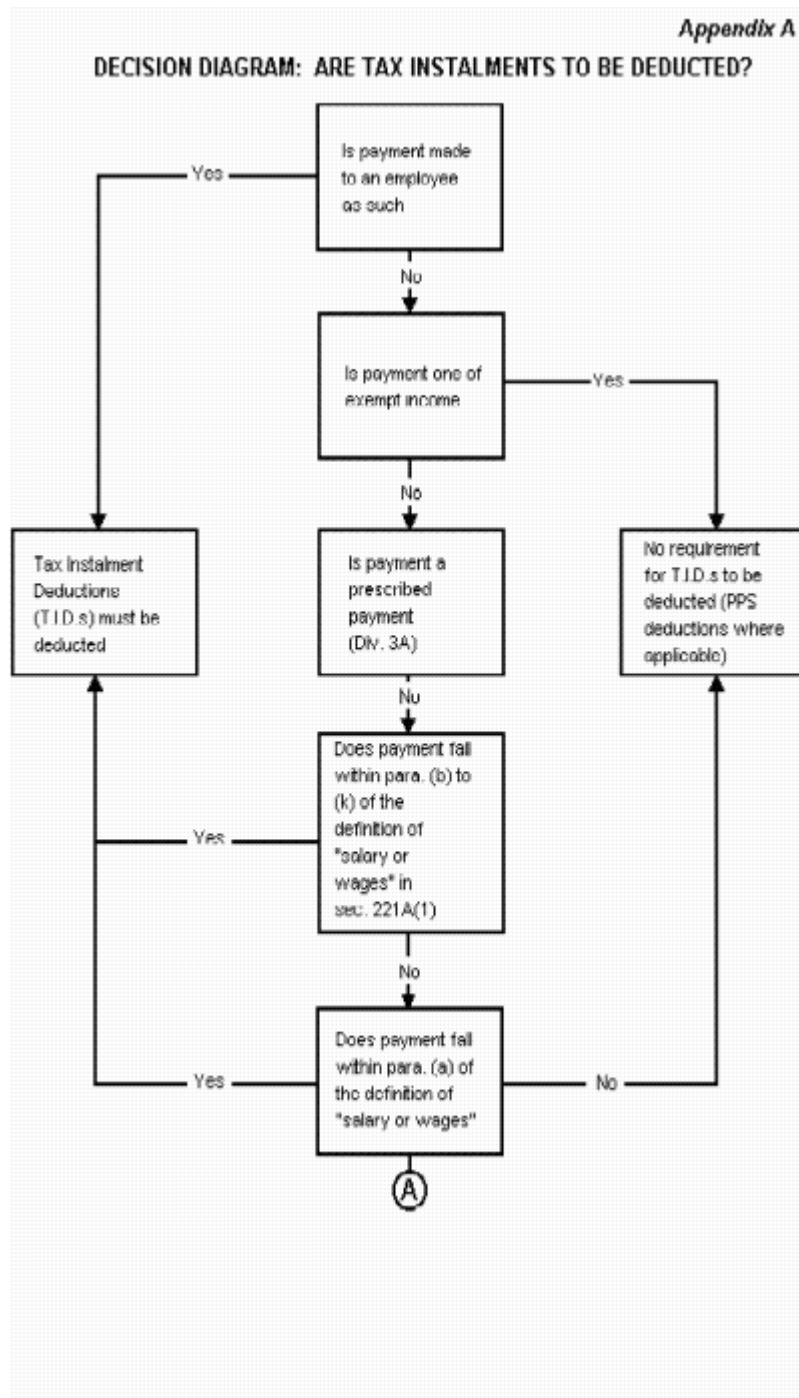 Appendix A
DECISION DIAGRAM: ARE TAX INSTALMENTS TO BE DEDUCTED?
Is payment made
to an employee
as such
Yes
No
Is payment one of
exempt income
Yes
No
Tax Instalment
Deductions
(T.I.D.s) must be
deducted
Is payment a
prescribed
payment
(Div. 3A)
No requirement
for T.I.D.s to be
deducted (PPS
deductions where
applicable)
No
Does payment fall
within para. (b) to
(k) of the
definition of
"salary or
wages" in
sec. 221A(1)
Yes
No
Does payment fall
within para. (a) of
the definition of
"salary or wages"
Yes
No
A